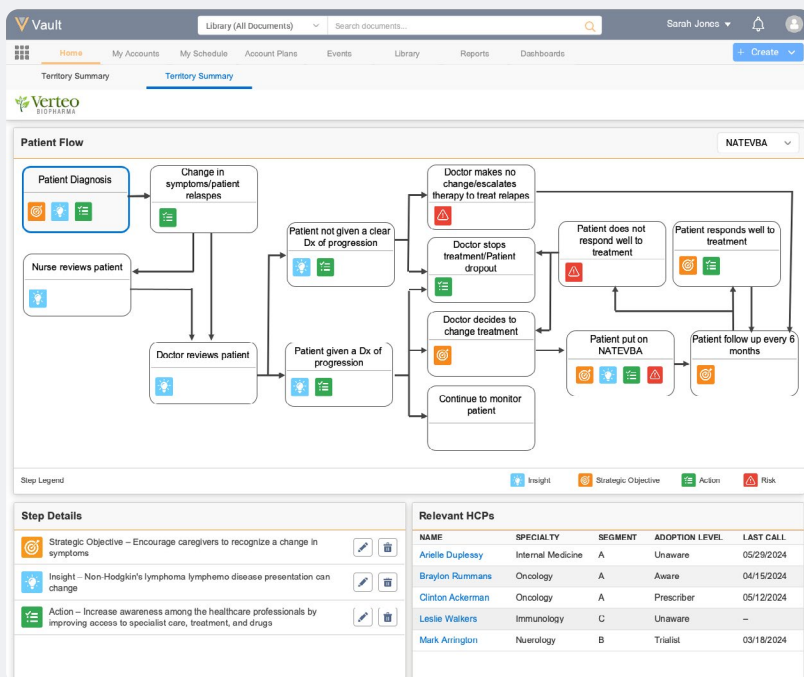 Vault
Library (All Documents)
Search documents...
Sarah Jones
Home
My Accounts
My Schedule
Account Plans
Events
Library
Reports
Dashboards
+ Create
Territory Summary
Territory Summary
Verteo
BIOPHARMA
Patient Flow
NATEVBA
Patient Diagnosis
Change in
symptoms/patient
relaspes
Nurse reviews patient
Doctor reviews patient
Patient not given a clear
Dx of progression
Patient given a Dx of
progression
Doctor makes no
change/escalates
therapy to treat relapes
Doctor stops
treatment/Patient
dropout
Doctor decides to
change treatment
Continue to monitor
patient
Patient does not
respond well to
treatment
Patient responds well to
treatment
Patient put on
NATEVBA
Patient follow up every 6
months
Step Legend
Insight
Strategic Objective
Action
Risk
Step Details
Strategic Objective – Encourage caregivers to recognize a change in
symptoms
Insight – Non-Hodgkin's lymphoma lymphemo disease presentation can
change
Action – Increase awareness among the healthcare professionals by
improving access to specialist care, treatment, and drugs
Relevant HCPs
NAME SPECIALTY SEGMENT ADOPTION LEVEL LAST CALL
Arielle Duplessy Internal Medicine A Unaware 05/29/2024
Braylon Rummans Oncology A Aware 04/15/2024
Clinton Ackerman Oncology A Prescriber 05/12/2024
Leslie Walkers Immunology C Unaware –
Mark Arrington Nuerology B Trialist 03/18/2024